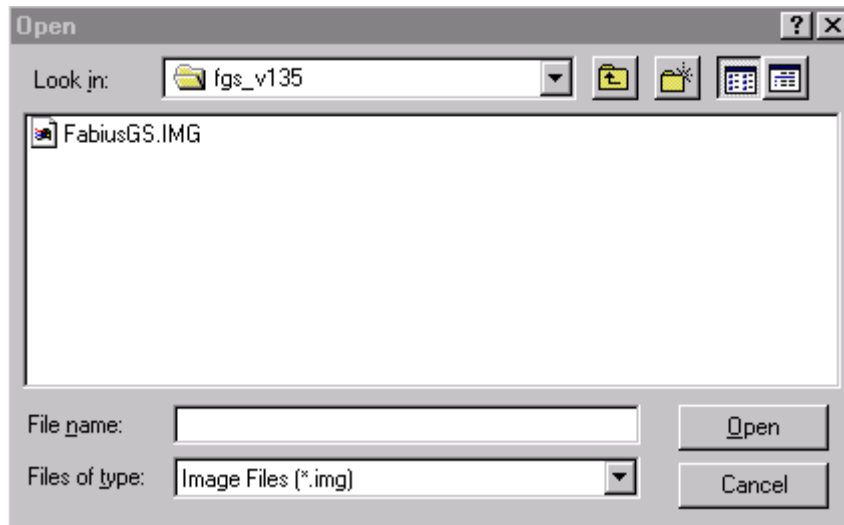 Open
Look in: fgs_v135
FabiusGS.IMG
File name: Open
Files of type: Image Files (*.img) Cancel